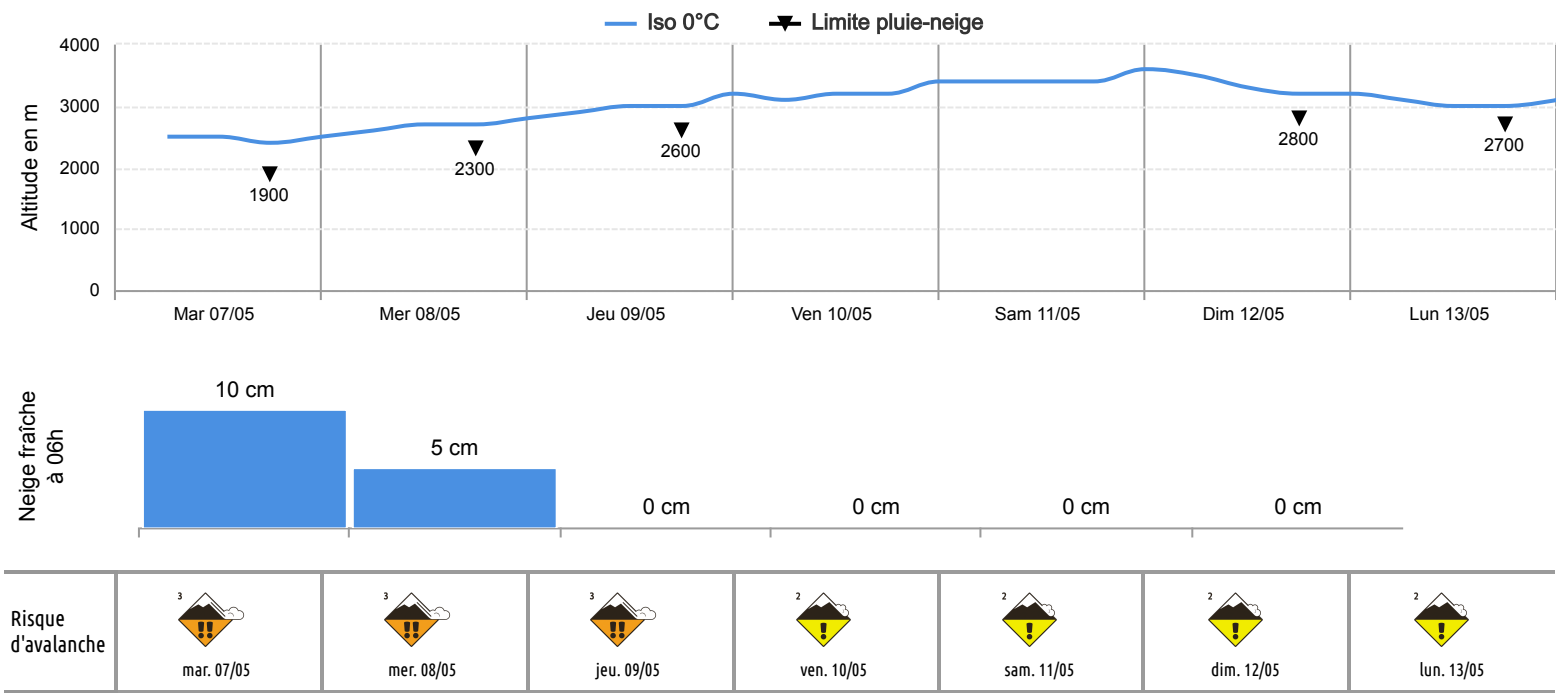 Iso 0°C Limite pluie-neige
Altitude en m
4000
3000
2000
1000
0
1900
2300
2600
2800
2700
Mar 07/05 Mer 08/05 Jeu 09/05 Ven 10/05 Sam 11/05 Dim 12/05 Lun 13/05
Neige fraîche
à 06h
10 cm
5 cm
0 cm 0 cm 0 cm 0 cm
Risque
d'avalanche
3 3 3 2 2 2 2
!! !! !! ! ! ! !
mar. 07/05 mer. 08/05 jeu. 09/05 ven. 10/05 sam. 11/05 dim. 12/05 lun. 13/05